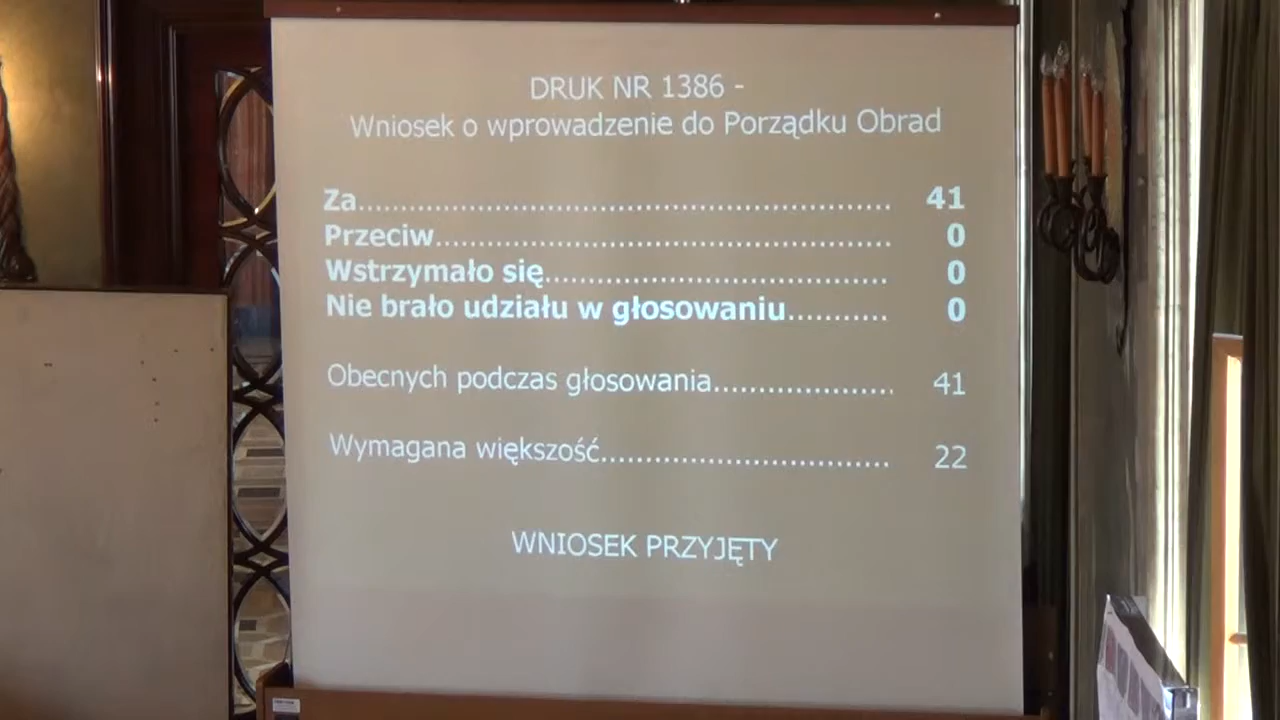 DRUK NR 1386 -
Wniosek o wprowadzenie do Porządku Obrad
Za.......................................................... 41
Przeciw.................................................. 0
Wstrzymało się...................................... 0
Nie brało udziału w głosowaniu........... 0
Obecnych podczas głosowania.................... 41
Wymagana większość................................ 22
WNIOSEK PRZYJĘTY